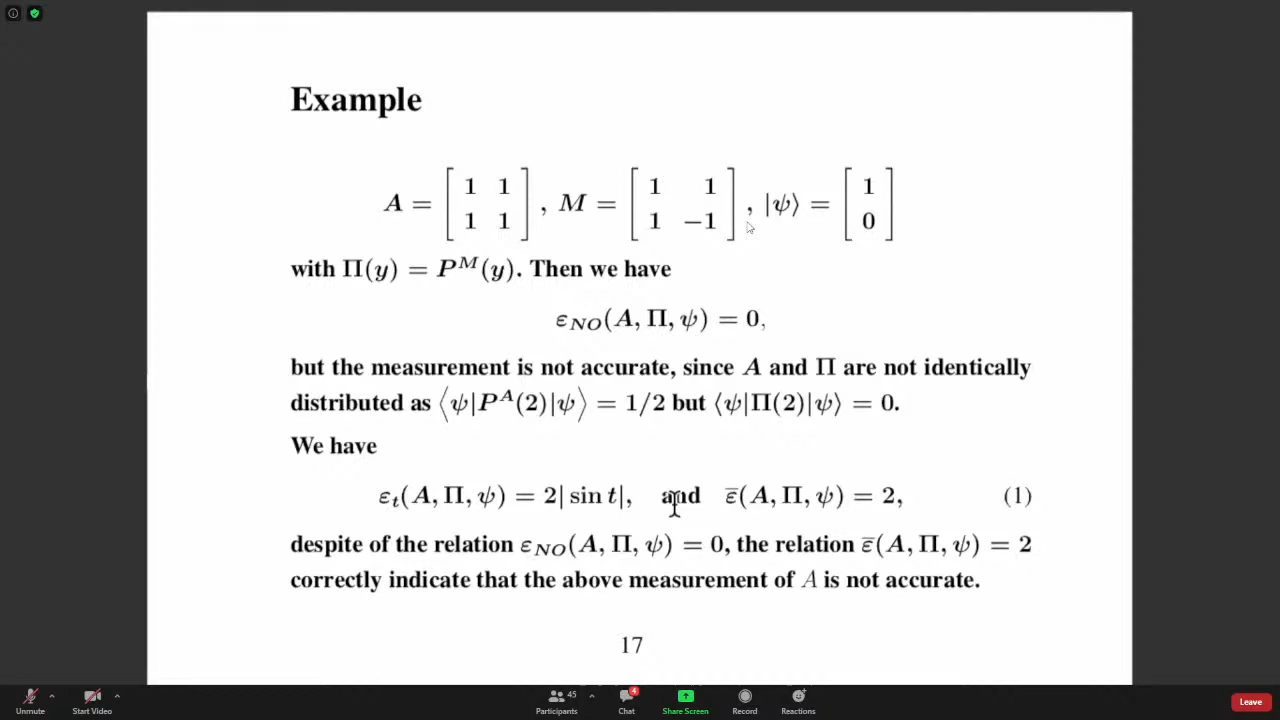 Example
A = [ 1 1 ; 1 1 ] , M = [ 1 1 ; 1 −1 ] , |ψ⟩ = [ 1 ; 0 ]
with Π(y) = P^M(y). Then we have
ε_NO(A, Π, ψ) = 0,
but the measurement is not accurate, since A and Π are not identically
distributed as ⟨ψ|P^A(2)|ψ⟩ = 1/2 but ⟨ψ|Π(2)|ψ⟩ = 0.
We have
ε_t(A, Π, ψ) = 2| sin t|, and ε̅(A, Π, ψ) = 2, (1)
despite of the relation ε_NO(A, Π, ψ) = 0, the relation ε̅(A, Π, ψ) = 2
correctly indicate that the above measurement of A is not accurate.
17
Unmute
Start Video
45
Participants
4
Chat
Share Screen
Record
Reactions
Leave